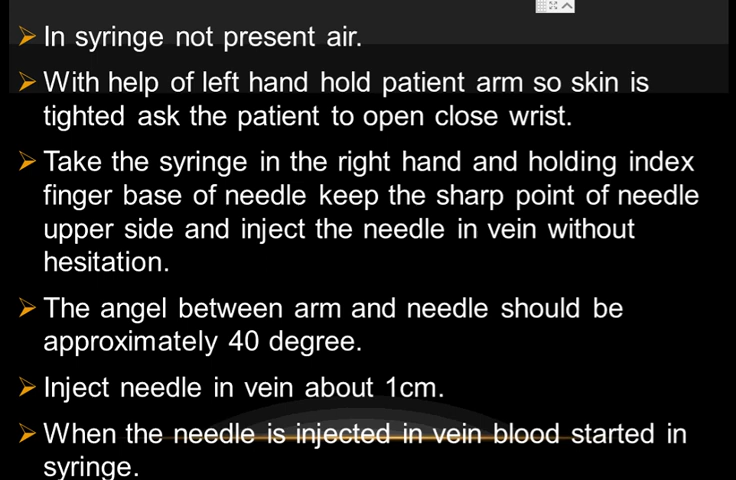 In syringe not present air.
With help of left hand hold patient arm so skin is
tighted ask the patient to open close wrist.
Take the syringe in the right hand and holding index
finger base of needle keep the sharp point of needle
upper side and inject the needle in vein without
hesitation.
The angel between arm and needle should be
approximately 40 degree.
Inject needle in vein about 1cm.
When the needle is injected in vein blood started in
syringe.